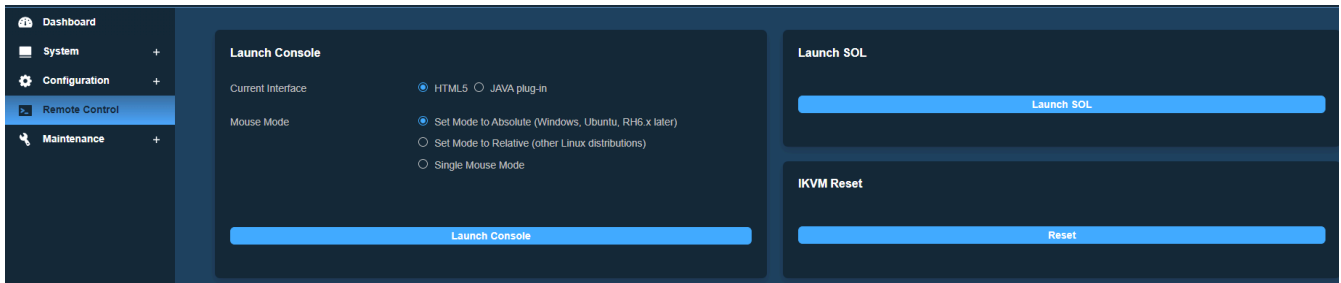 Dashboard
System +
Configuration +
Remote Control
Maintenance +
Launch Console
Current Interface HTML5 JAVA plug-in
Mouse Mode Set Mode to Absolute (Windows, Ubuntu, RH6.x later)
Set Mode to Relative (other Linux distributions)
Single Mouse Mode
Launch Console
Launch SOL
Launch SOL
IKVM Reset
Reset